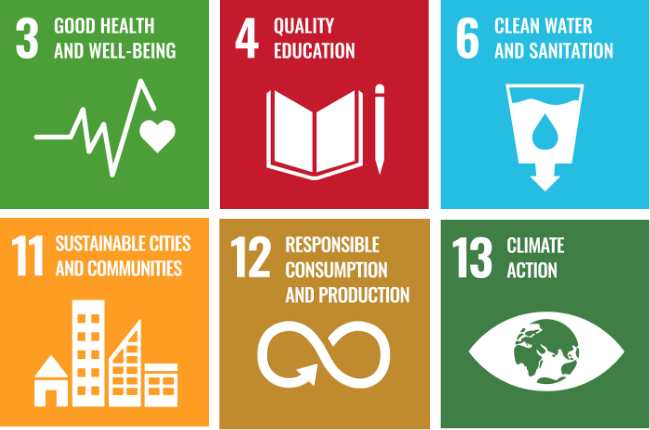 3 GOOD HEALTH
AND WELL-BEING
4 QUALITY
EDUCATION
6 CLEAN WATER
AND SANITATION
11 SUSTAINABLE CITIES
AND COMMUNITIES
12 RESPONSIBLE
CONSUMPTION
AND PRODUCTION
13 CLIMATE
ACTION